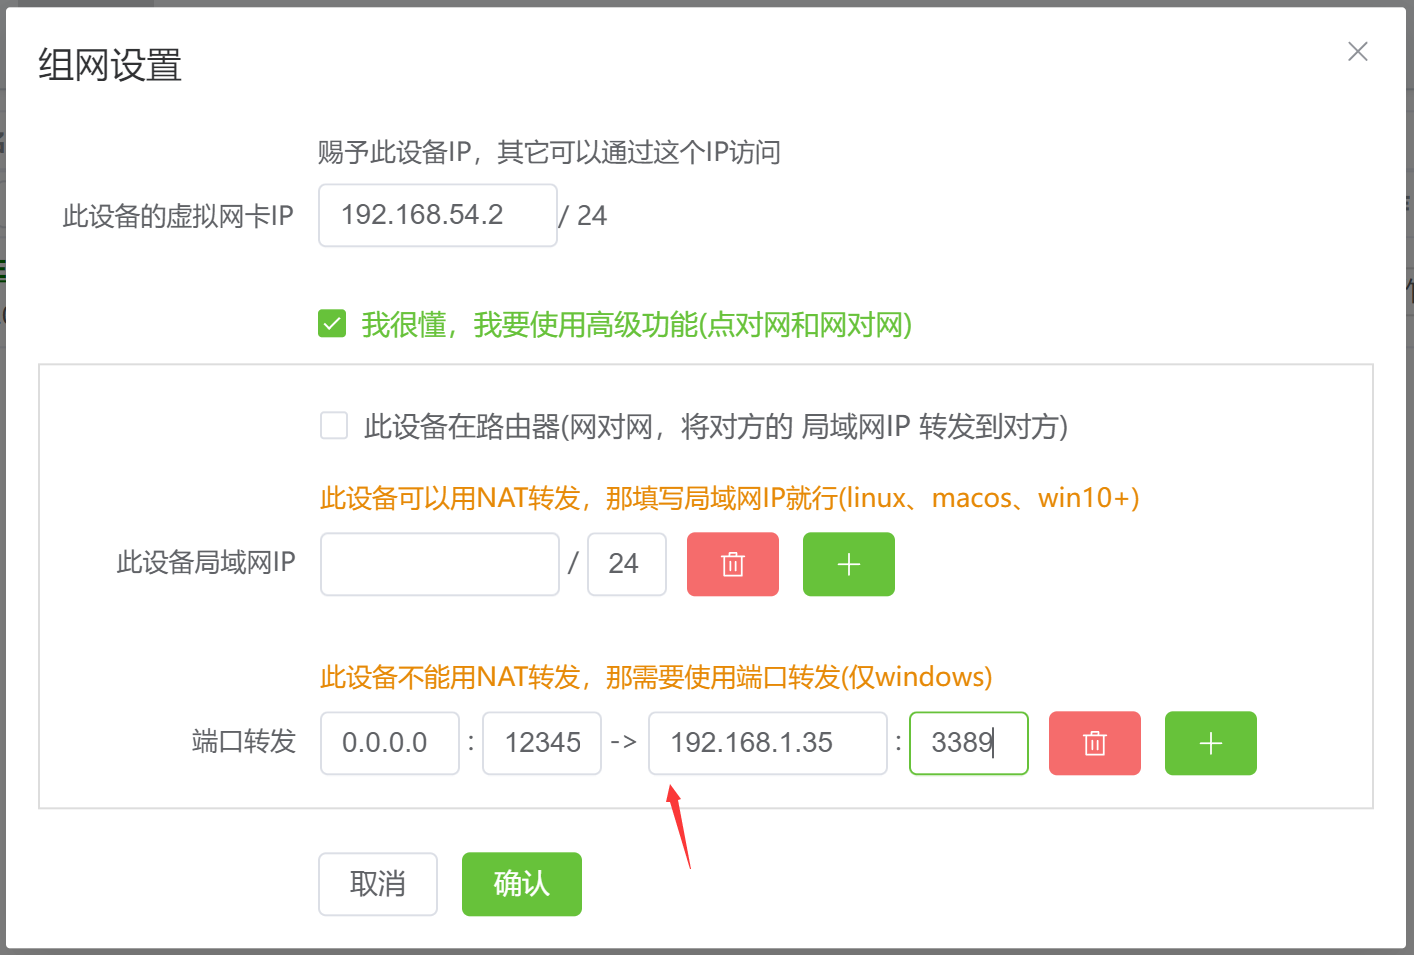 组网设置
赐予此设备IP，其它可以通过这个IP访问
此设备的虚拟网卡IP 192.168.54.2 / 24
我很懂，我要使用高级功能(点对网和网对网)
此设备在路由器(网对网，将对方的 局域网IP 转发到对方)
此设备可以用NAT转发，那填写局域网IP就行(linux、macos、win10+)
此设备局域网IP / 24
此设备不能用NAT转发，那需要使用端口转发(仅windows)
端口转发 0.0.0.0 : 12345 -> 192.168.1.35 : 3389
取消 确认